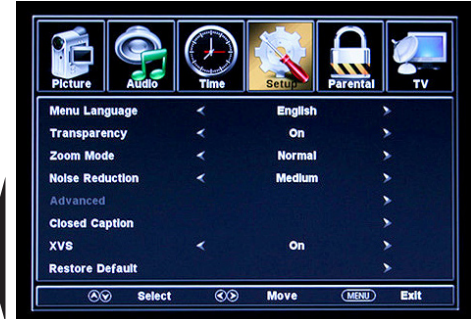 Picture Audio Time Setup Parental TV
Menu Language English
Transparency On
Zoom Mode Normal
Noise Reduction Medium
Advanced
Closed Caption
XVS On
Restore Default
Select Move MENU Exit